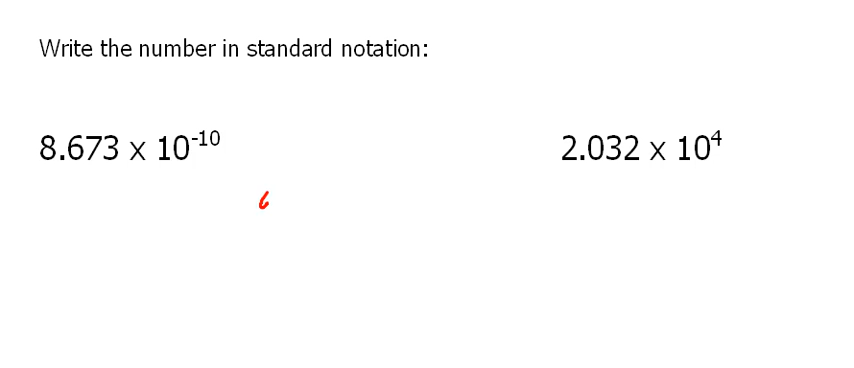 Write the number in standard notation:
8.673 x 10⁻¹⁰
2.032 x 10⁴